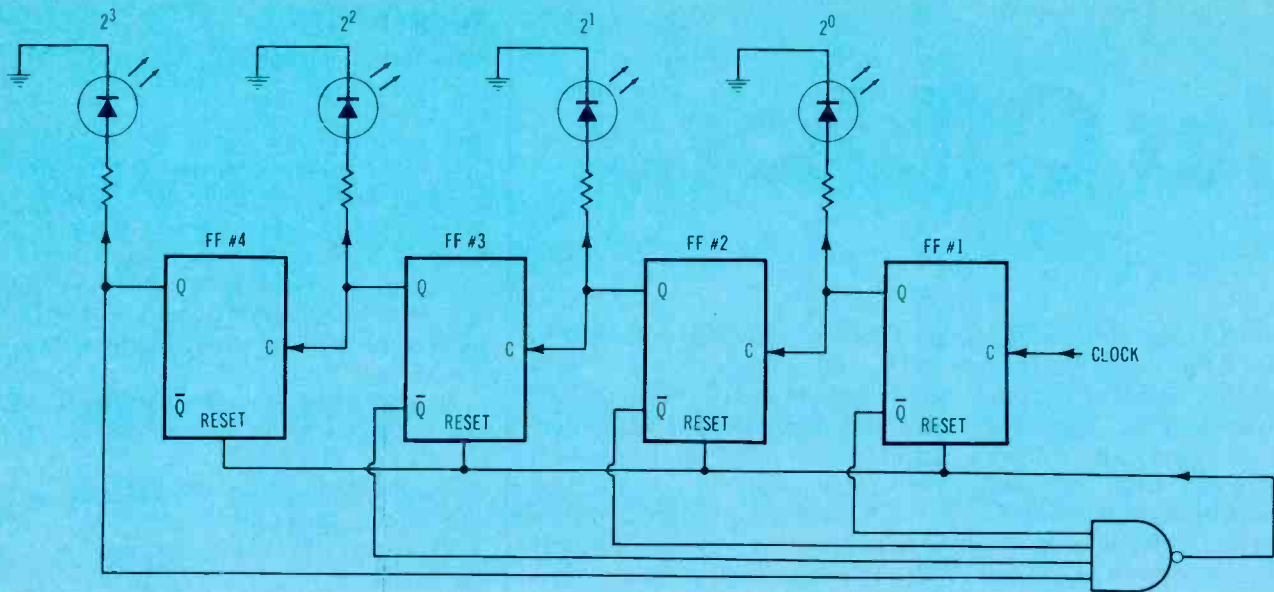 2³ 2² 2¹ 2⁰
FF #4 FF #3 FF #2 FF #1
Q Q Q Q
C C C C CLOCK
Q̅ Q̅ Q̅ Q̅
RESET RESET RESET RESET